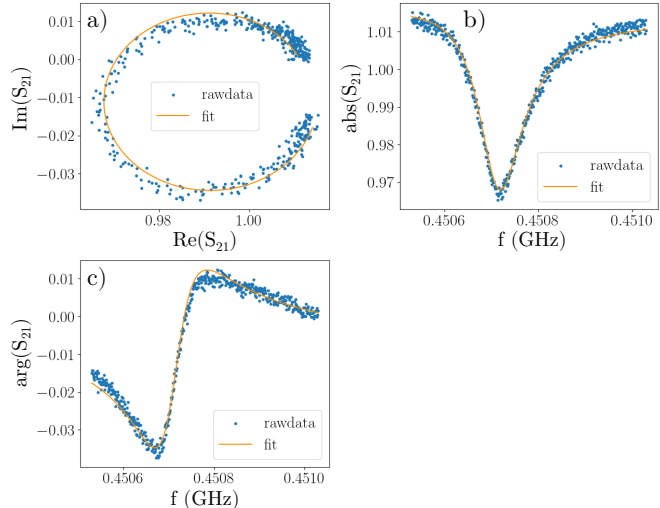 a)
Im(S21)
0.01
0.00
−0.01
−0.02
−0.03
rawdata
fit
0.98
1.00
Re(S21)
b)
abs(S21)
1.01
1.00
0.99
0.98
0.97
rawdata
fit
0.4506
0.4508
0.4510
f (GHz)
c)
arg(S21)
0.01
0.00
−0.01
−0.02
−0.03
rawdata
fit
0.4506
0.4508
0.4510
f (GHz)